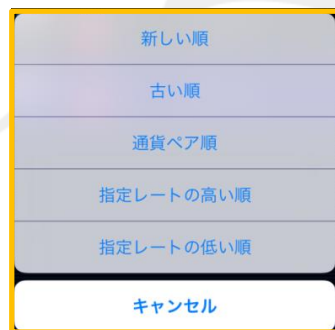 新しい順
古い順
通貨ペア順
指定レートの高い順
指定レートの低い順
キャンセル